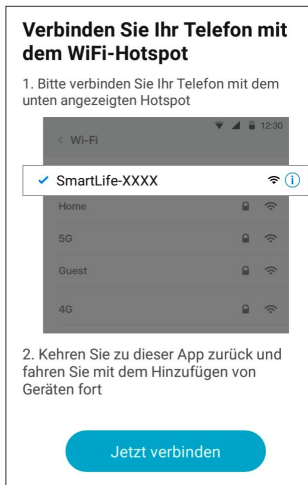 Verbinden Sie Ihr Telefon mit
dem WiFi-Hotspot
1. Bitte verbinden Sie Ihr Telefon mit dem
unten angezeigten Hotspot
12:30
< Wi-Fi
SmartLife-XXXX
Home
5G
Guest
4G
2. Kehren Sie zu dieser App zurück und
fahren Sie mit dem Hinzufügen von
Geräten fort
Jetzt verbinden